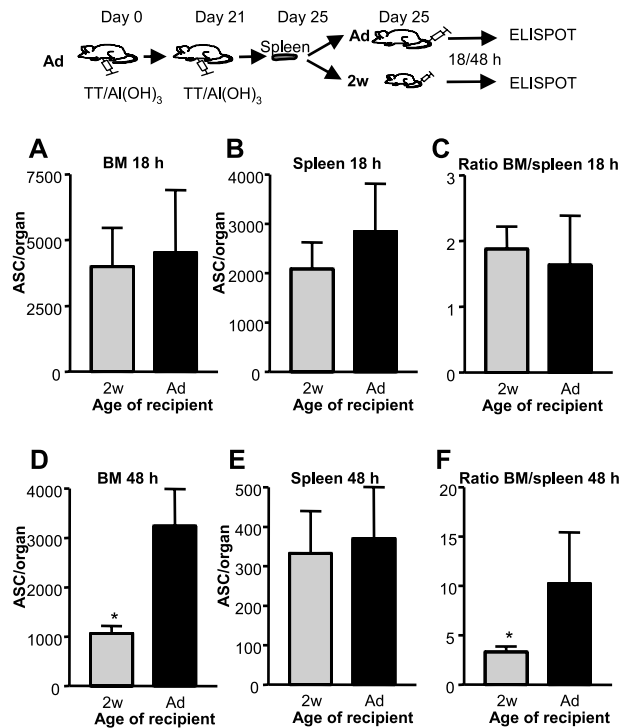 Day 0 Day 21 Day 25 Day 25
Ad Spleen Ad ELISPOT
18/48 h
TT/Al(OH)3 TT/Al(OH)3 2w ELISPOT
A BM 18 h
ASC/organ
7500
5000
2500
0
2w Ad
Age of recipient
B Spleen 18 h
ASC/organ
4000
3000
2000
1000
0
2w Ad
Age of recipient
C Ratio BM/spleen 18 h
3
2
1
0
2w Ad
Age of recipient
D BM 48 h
ASC/organ
4000
3000
2000
1000
0
*
2w Ad
Age of recipient
E Spleen 48 h
ASC/organ
500
400
300
200
100
0
2w Ad
Age of recipient
F Ratio BM/spleen 48 h
20
15
10
5
0
*
2w Ad
Age of recipient